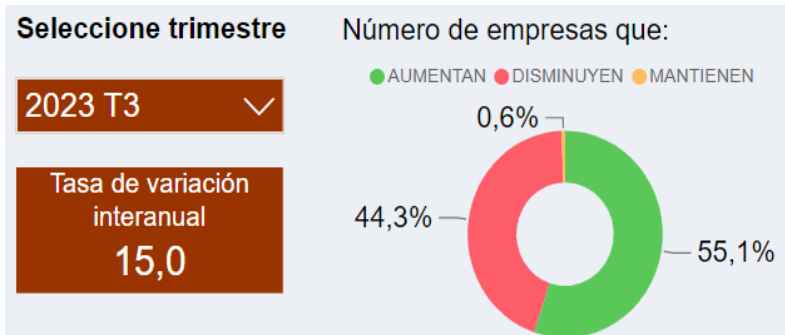 Seleccione trimestre
2023 T3
Tasa de variación
interanual
15,0
Número de empresas que:
AUMENTAN DISMINUYEN MANTIENEN
0,6%
44,3%
55,1%